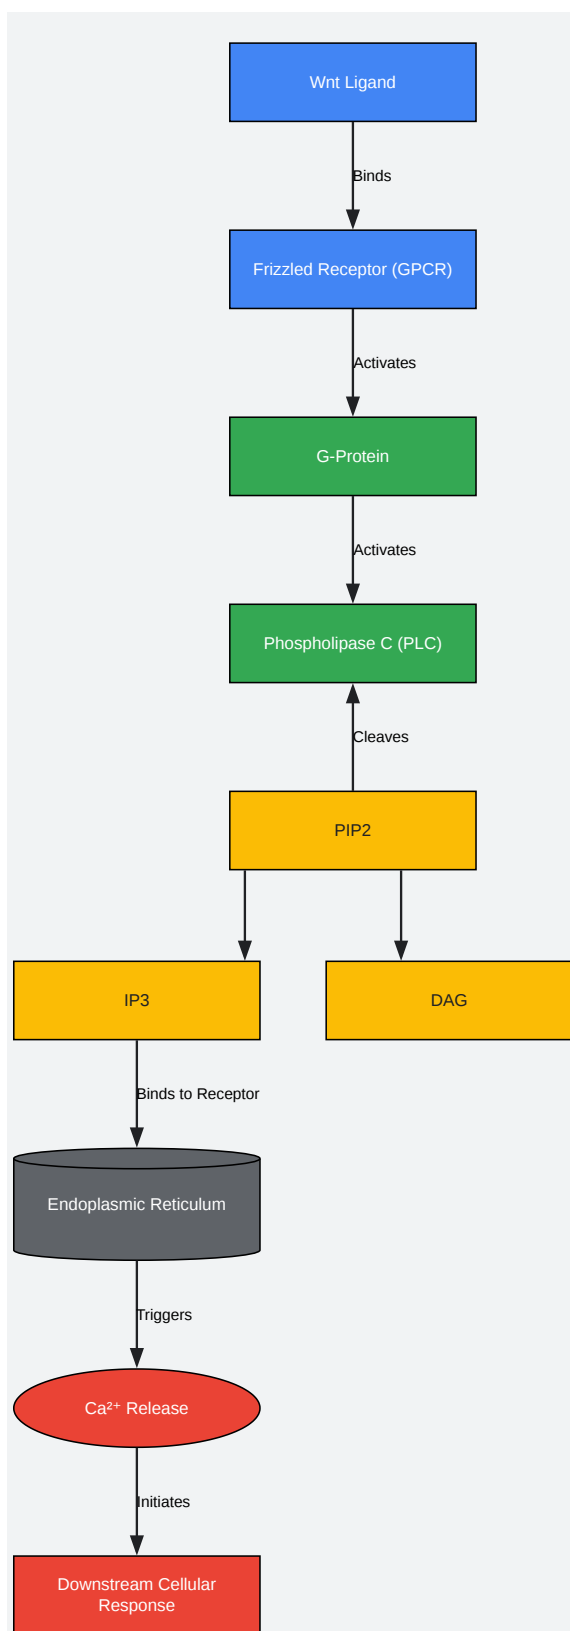 Wnt Ligand
Binds
Frizzled Receptor (GPCR)
Activates
G-Protein
Activates
Phospholipase C (PLC)
Cleaves
PIP2
IP3
DAG
Binds to Receptor
Endoplasmic Reticulum
Triggers
Ca²⁺ Release
Initiates
Downstream Cellular
Response